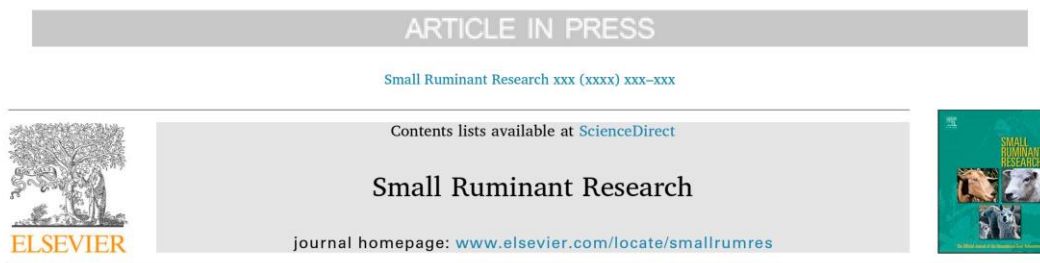 ARTICLE IN PRESS
Small Ruminant Research xxx (xxxx) xxx–xxx
Contents lists available at ScienceDirect
Small Ruminant Research
journal homepage: www.elsevier.com/locate/smallrumres
ELSEVIER
SMALL
RUMINANT
RESEARCH